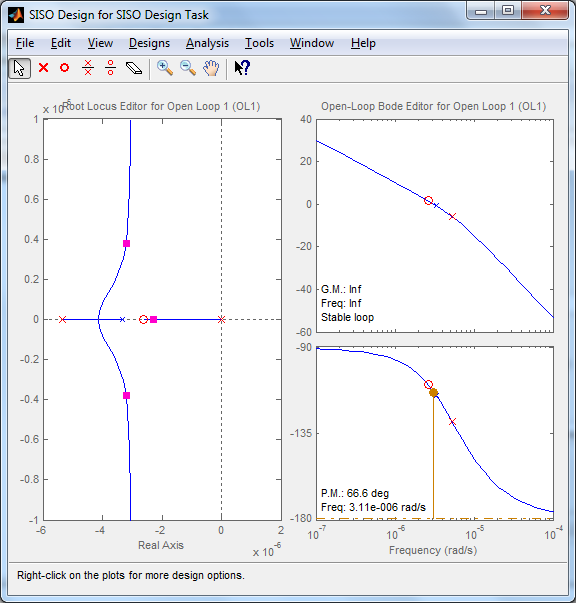 SISO Design for SISO Design Task
File Edit View Designs Analysis Tools Window Help
x 10
Root Locus Editor for Open Loop 1 (OL1)
1
0.8
0.6
0.4
0.2
0
-0.2
-0.4
-0.6
-0.8
-1
-6 -4 -2 0 2
Real Axis
x 10^-6
Open-Loop Bode Editor for Open Loop 1 (OL1)
40
20
0
-20
-40
-60
G.M.: Inf
Freq: Inf
Stable loop
-90
-135
-180
P.M.: 66.6 deg
Freq: 3.11e-006 rad/s
10^-7 10^-6 10^-5 10^-4
Frequency (rad/s)
Right-click on the plots for more design options.